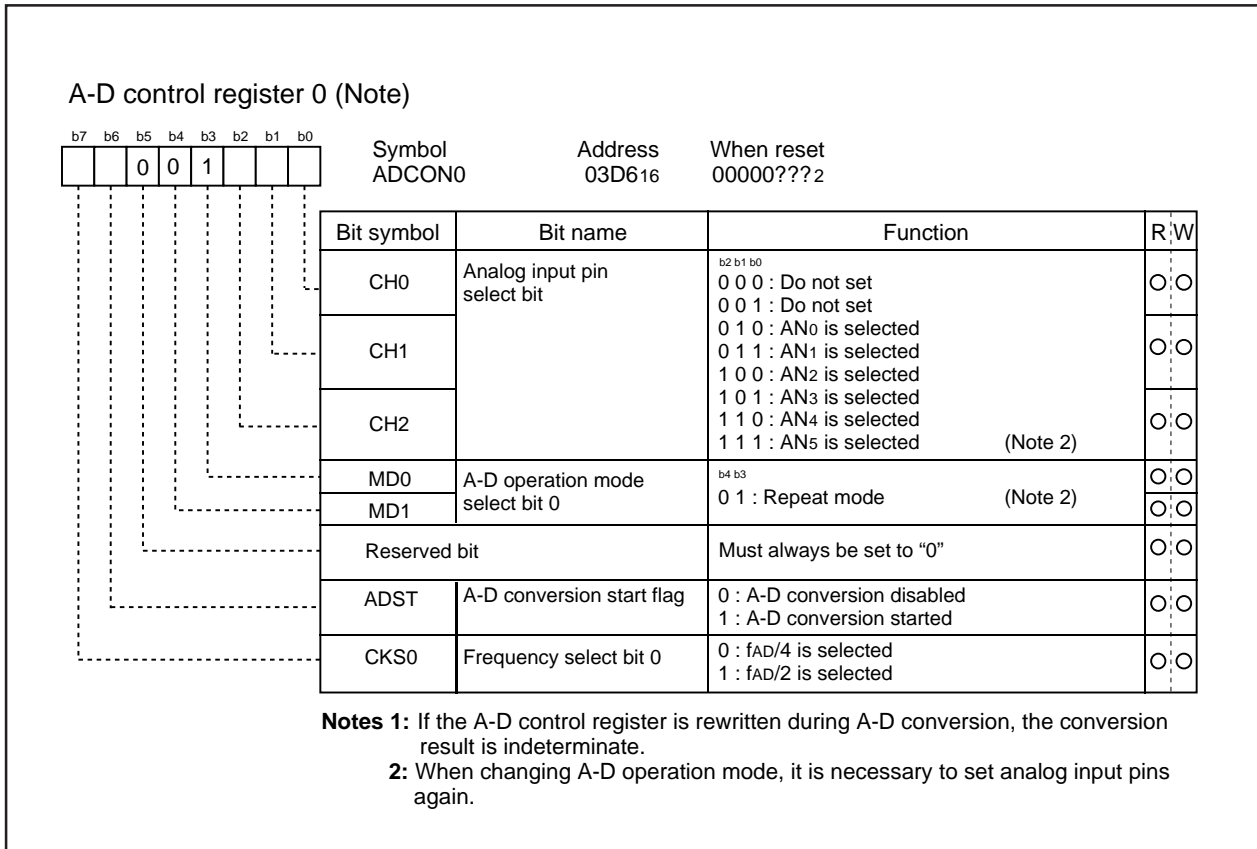 A-D control register 0 (Note)
b7 b6 b5 b4 b3 b2 b1 b0
0 0 1
Symbol Address When reset
ADCON0 03D616 00000???2
Bit symbol Bit name Function R W
CH0 Analog input pin select bit
b2 b1 b0
0 0 0 : Do not set
0 0 1 : Do not set
0 1 0 : AN0 is selected
0 1 1 : AN1 is selected
1 0 0 : AN2 is selected
1 0 1 : AN3 is selected
1 1 0 : AN4 is selected
1 1 1 : AN5 is selected (Note 2)
CH1
CH2
MD0 A-D operation mode select bit 0
b4 b3
0 1 : Repeat mode (Note 2)
MD1
Reserved bit Must always be set to “0”
ADST A-D conversion start flag
0 : A-D conversion disabled
1 : A-D conversion started
CKS0 Frequency select bit 0
0 : fAD/4 is selected
1 : fAD/2 is selected
Notes 1: If the A-D control register is rewritten during A-D conversion, the conversion
result is indeterminate.
2: When changing A-D operation mode, it is necessary to set analog input pins
again.